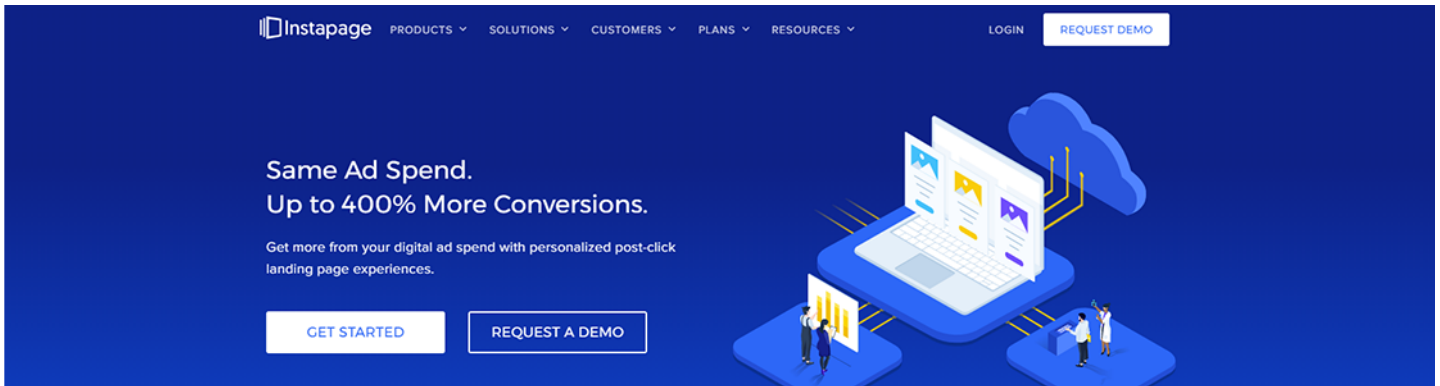 Instapage
PRODUCTS
SOLUTIONS
CUSTOMERS
PLANS
RESOURCES
LOGIN
REQUEST DEMO
Same Ad Spend.
Up to 400% More Conversions.
Get more from your digital ad spend with personalized post-click
landing page experiences.
GET STARTED
REQUEST A DEMO